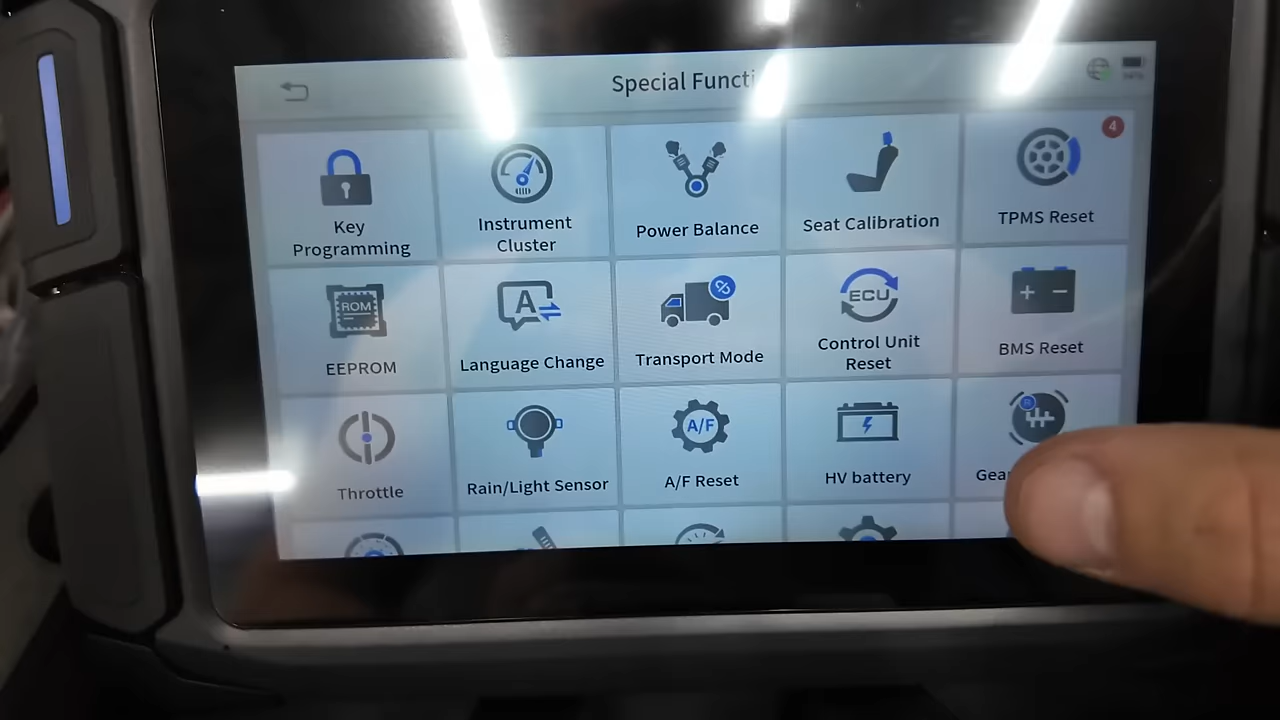 Special Functi
4
Key
Programming
Instrument
Cluster
Power Balance
Seat Calibration
TPMS Reset
ROM
EEPROM
A
Language Change
Transport Mode
ECU
Control Unit
Reset
+ −
BMS Reset
Throttle
Rain/Light Sensor
A/F
A/F Reset
HV battery
Gea